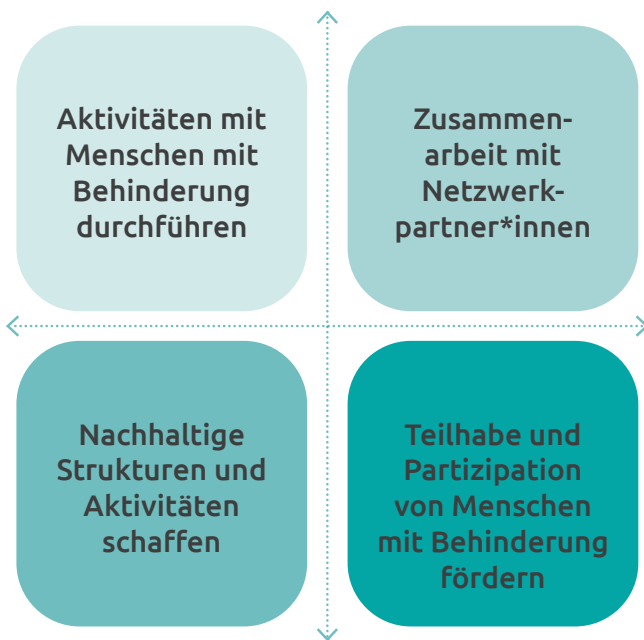 Aktivitäten mit
Menschen mit
Behinderung
durchführen
Zusammen-
arbeit mit
Netzwerk-
partner*innen
Nachhaltige
Strukturen und
Aktivitäten
schaffen
Teilhabe und
Partizipation
von Menschen
mit Behinderung
fördern